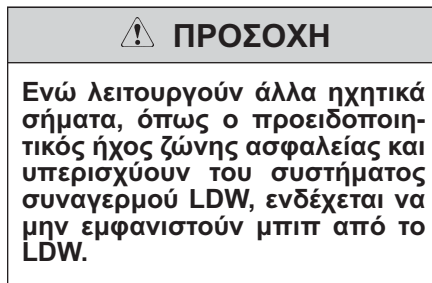 ΠΡΟΣΟΧΗ
Ενώ λειτουργούν άλλα ηχητικά
σήματα, όπως ο προειδοποιη-
τικός ήχος ζώνης ασφαλείας και
υπερισχύουν του συστήματος
συναγερμού LDW, ενδέχεται να
μην εμφανιστούν μπιπ από το
LDW.